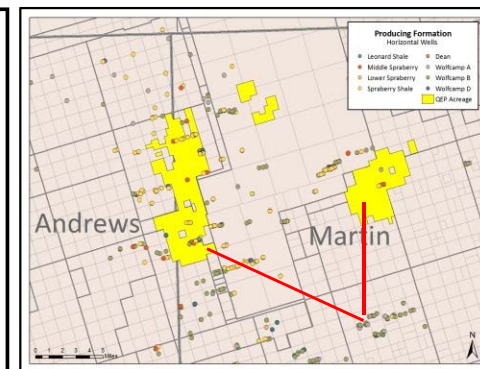 Producing Formation
Horizontal Wells
Leonard Shale
Middle Spraberry
Lower Spraberry
Spraberry Shale
Dean
Wolfcamp A
Wolfcamp B
Wolfcamp D
QEP Acreage
Andrews
Martin
0 1 2 3 4 5
Miles
N